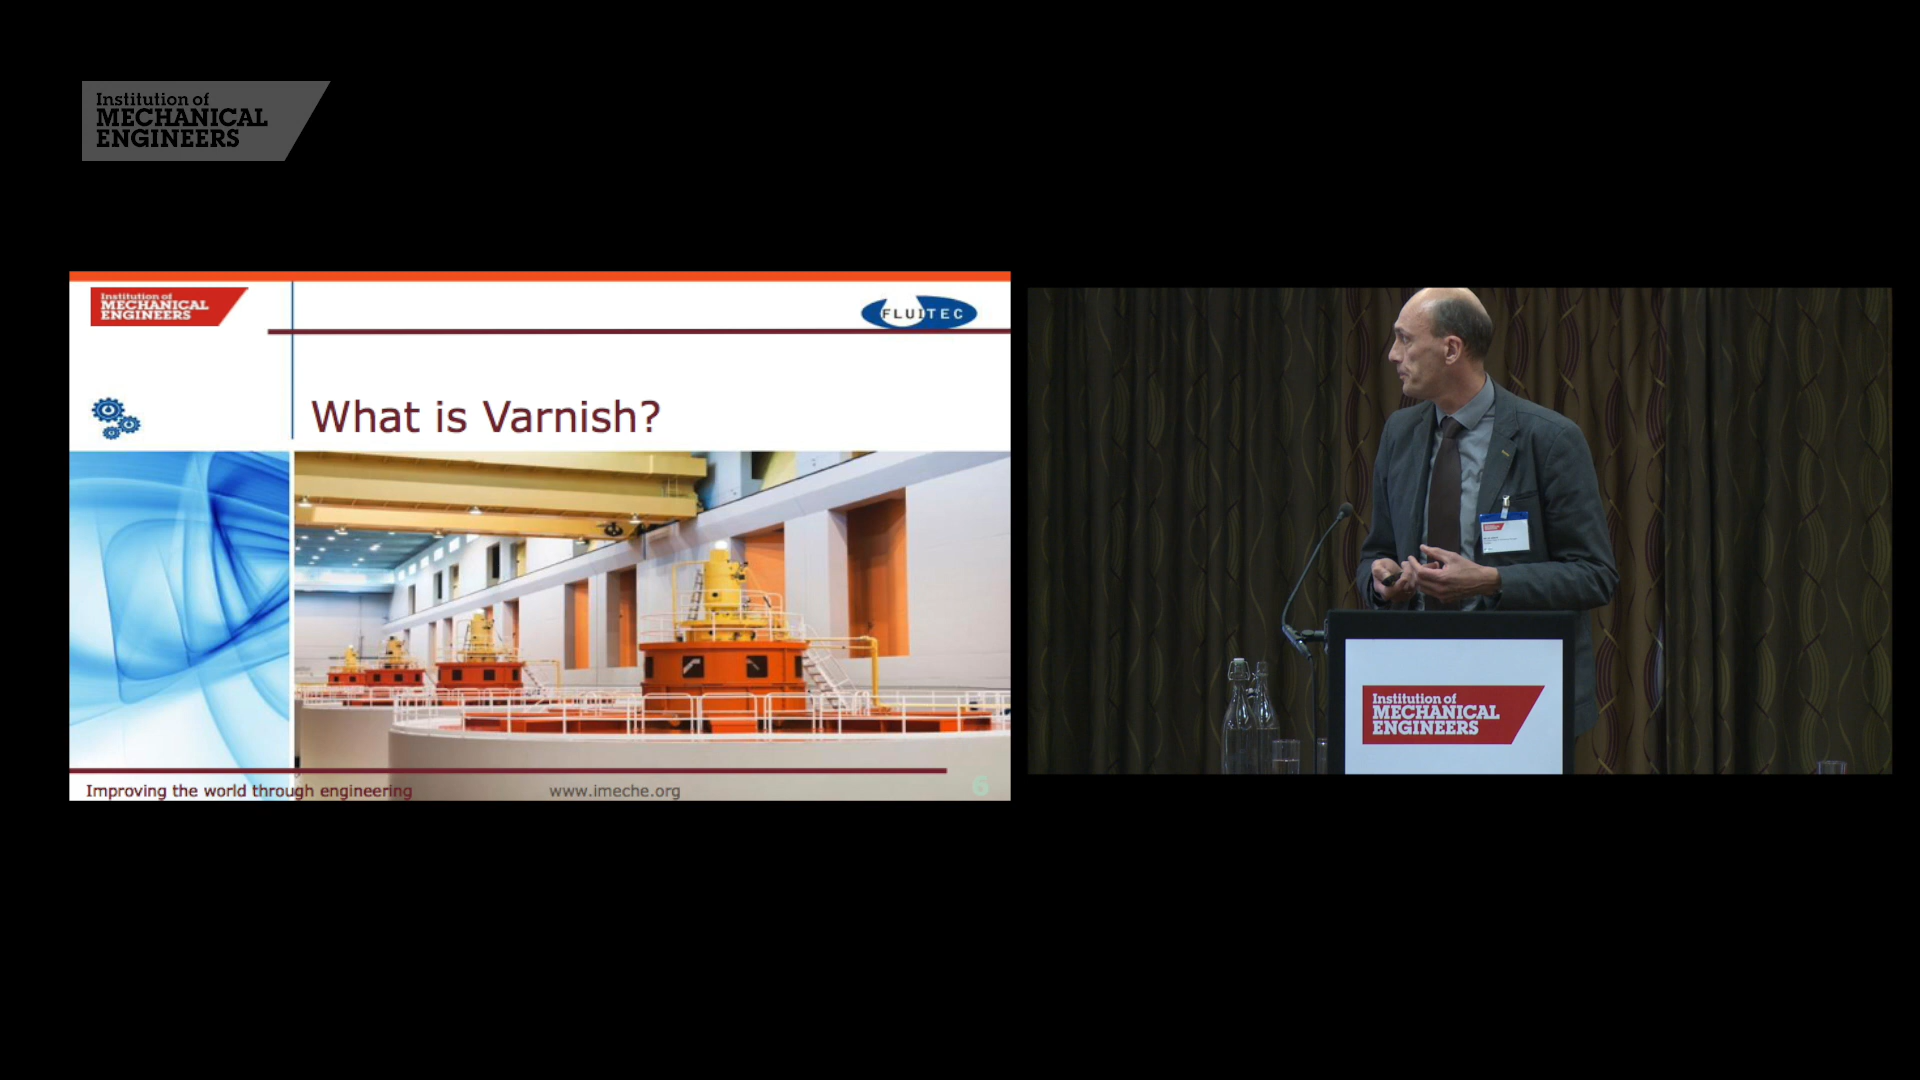 Institution of
MECHANICAL
ENGINEERS
Institution of
MECHANICAL
ENGINEERS
FLUITEC
What is Varnish?
Improving the world through engineering
www.imeche.org
6
Institution of
MECHANICAL
ENGINEERS